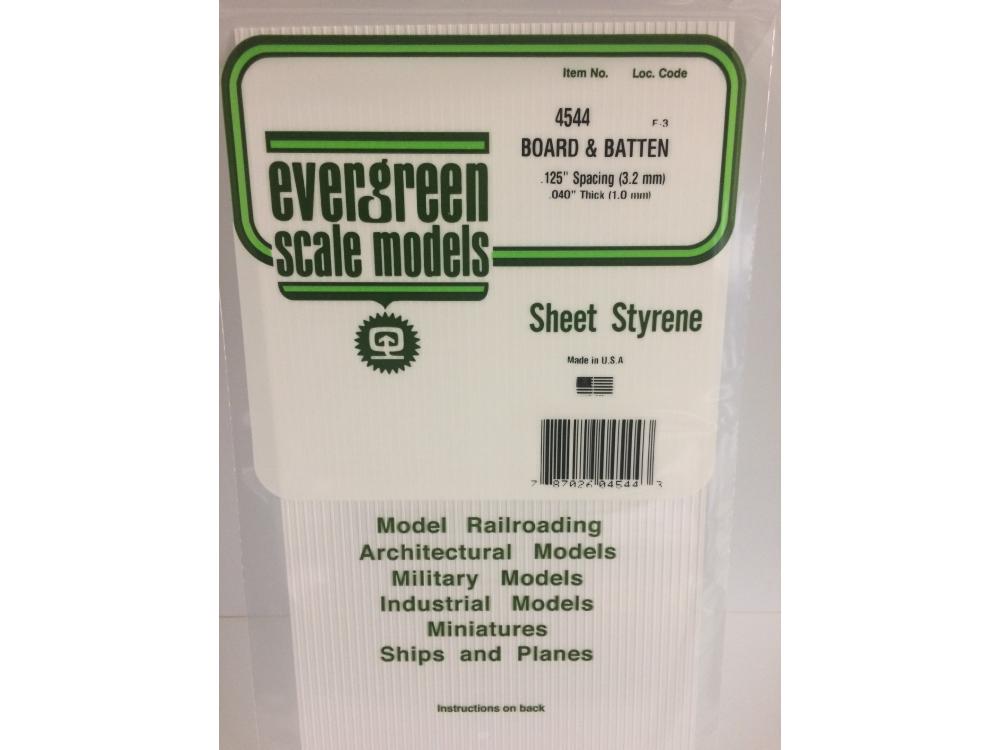 Item No. Loc. Code
4544 F-3
BOARD & BATTEN
.125" Spacing (3.2 mm)
.040" Thick (1.0 mm)
evergreen
scale models
Sheet Styrene
Made in U.S.A
7 87026 04544 3
Model Railroading
Architectural Models
Military Models
Industrial Models
Miniatures
Ships and Planes
Instructions on back